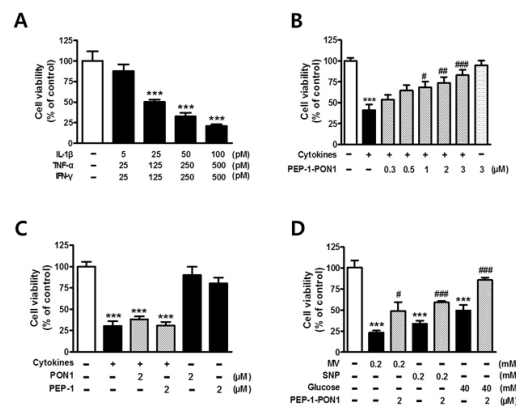 A
Cell viability
(% of control)
125
100
75
50
25
0
*** *** ***
IL-1β – 5 25 50 100 (pM)
TNF-α – 25 125 250 500 (pM)
IFN-γ – 25 125 250 500 (pM)
B
Cell viability
(% of control)
125
100
75
50
25
0
*** # ## ###
Cytokines – + + + + + + –
PEP-1-PON1 – – 0.3 0.5 1 2 3 3 (μM)
C
Cell viability
(% of control)
125
100
75
50
25
0
*** *** ***
Cytokines – + + + – –
PON1 – – 2 – 2 – (μM)
PEP-1 – – – 2 – 2 (μM)
D
Cell viability
(% of control)
125
100
75
50
25
0
*** # *** ### *** ###
MV – 0.2 0.2 – – – – (mM)
SNP – – – 0.2 0.2 – – (mM)
Glucose – – – – – 40 40 (mM)
PEP-1-PON1 – – 2 – 2 – 2 (μM)